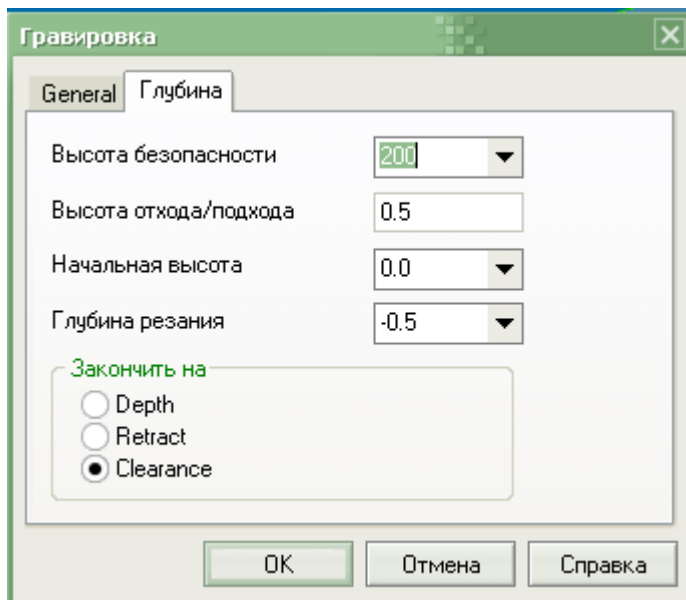 Гравировка
General Глубина
Высота безопасности 200
Высота отхода/подхода 0.5
Начальная высота 0.0
Глубина резания -0.5
Закончить на
Depth
Retract
Clearance
OK Отмена Справка